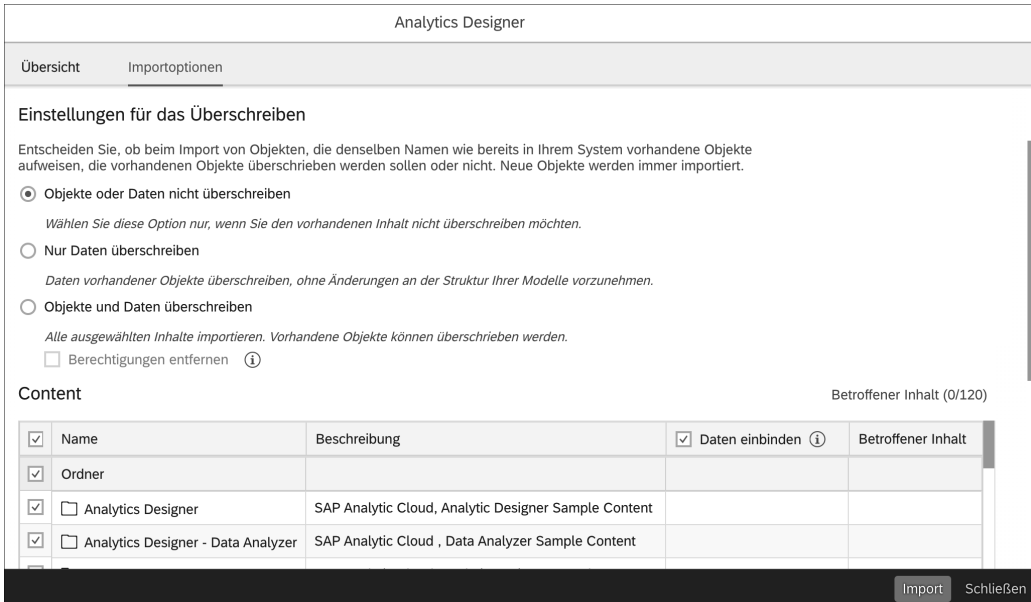 Analytics Designer
Übersicht Importoptionen
Einstellungen für das Überschreiben
Entscheiden Sie, ob beim Import von Objekten, die denselben Namen wie bereits in Ihrem System vorhandene Objekte
aufweisen, die vorhandenen Objekte überschrieben werden sollen oder nicht. Neue Objekte werden immer importiert.
Objekte oder Daten nicht überschreiben
Wählen Sie diese Option nur, wenn Sie den vorhandenen Inhalt nicht überschreiben möchten.
Nur Daten überschreiben
Daten vorhandener Objekte überschreiben, ohne Änderungen an der Struktur Ihrer Modelle vorzunehmen.
Objekte und Daten überschreiben
Alle ausgewählten Inhalte importieren. Vorhandene Objekte können überschrieben werden.
Berechtigungen entfernen
Content Betroffener Inhalt (0/120)
Name Beschreibung Daten einbinden Betroffener Inhalt
Ordner
Analytics Designer SAP Analytic Cloud, Analytic Designer Sample Content
Analytics Designer - Data Analyzer SAP Analytic Cloud , Data Analyzer Sample Content
Import Schließen